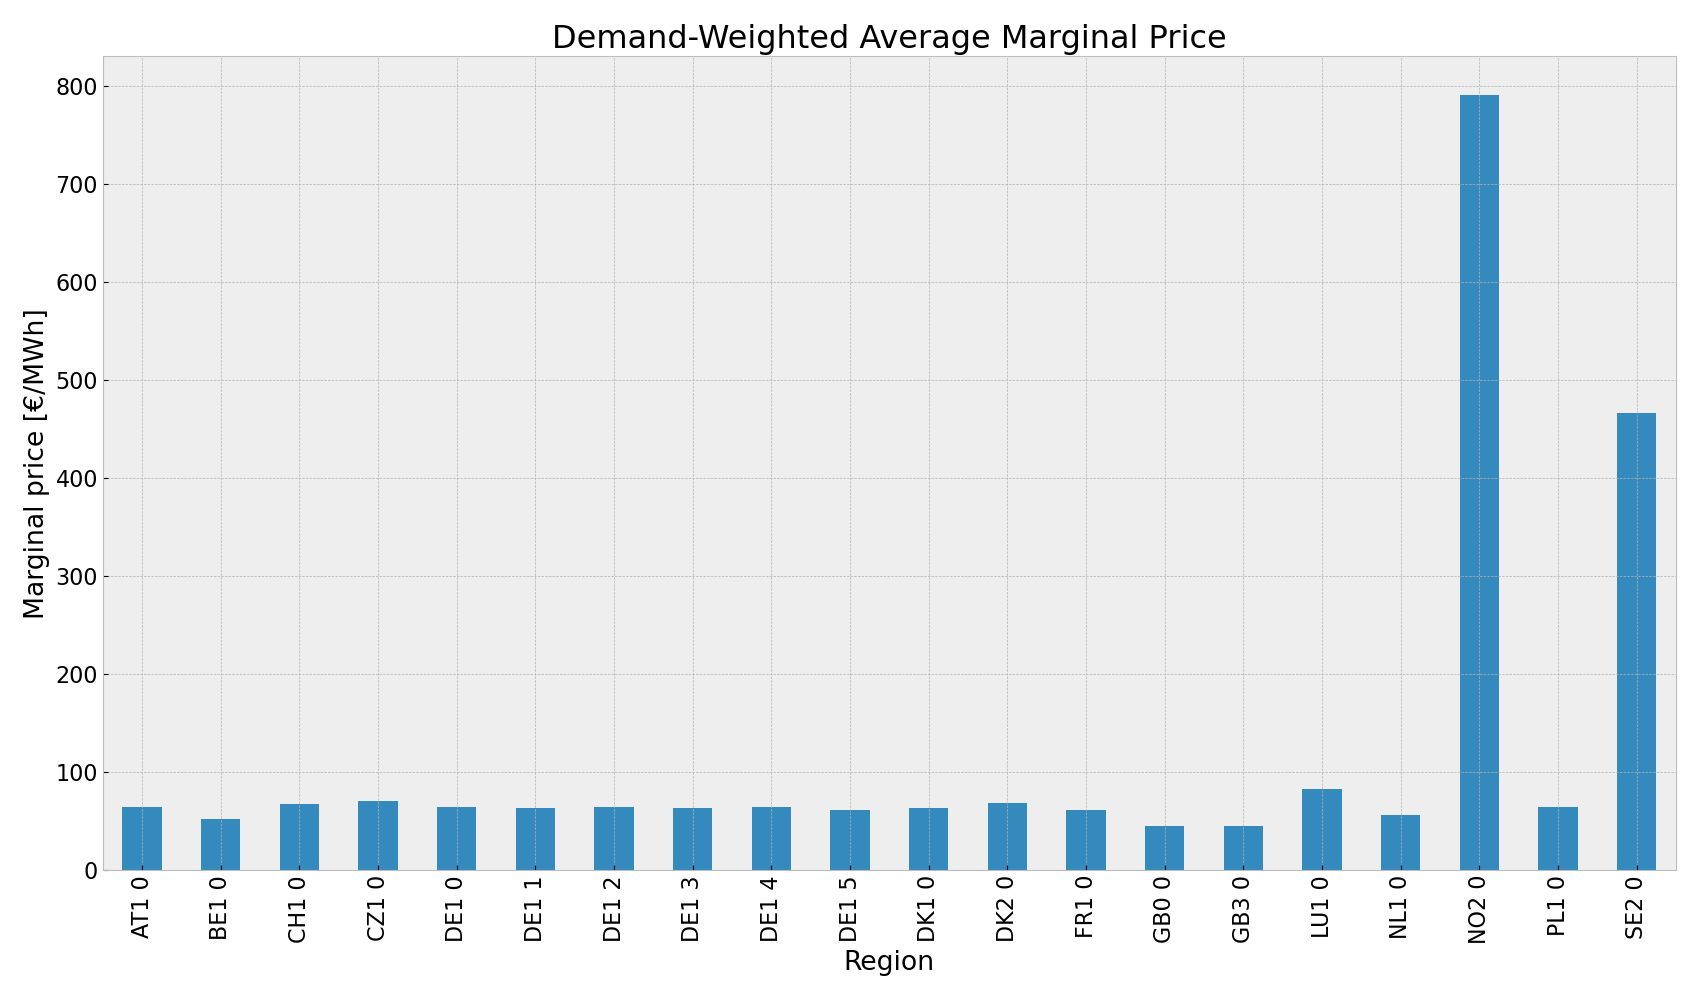 Demand-Weighted Average Marginal Price
Marginal price [€/MWh]
800
700
600
500
400
300
200
100
0
AT1 0
BE1 0
CH1 0
CZ1 0
DE1 0
DE1 1
DE1 2
DE1 3
DE1 4
DE1 5
DK1 0
DK2 0
FR1 0
GB0 0
GB3 0
LU1 0
NL1 0
NO2 0
PL1 0
SE2 0
Region